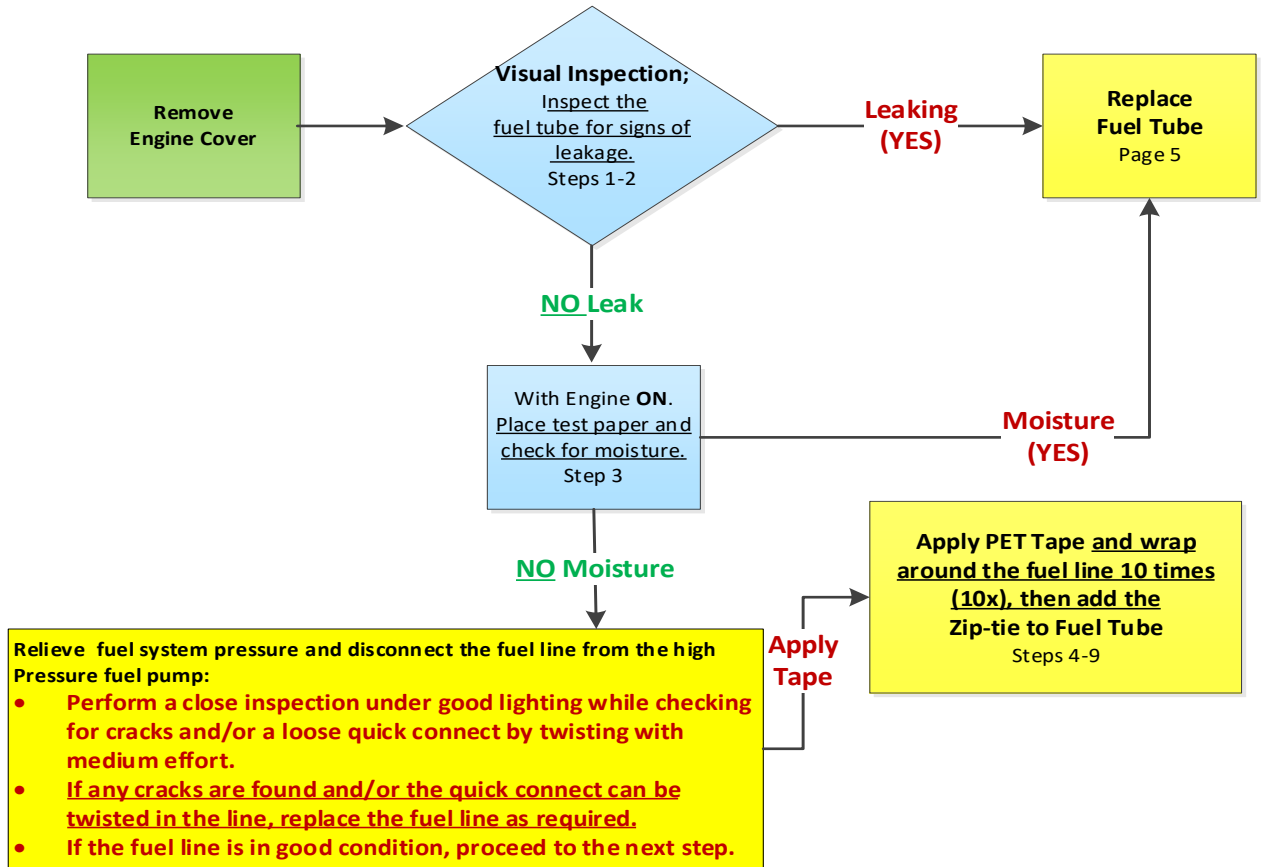 Remove
Engine Cover
Visual Inspection;
Inspect the
fuel tube for signs of
leakage.
Steps 1-2
Leaking
(YES)
Replace
Fuel Tube
Page 5
NO Leak
With Engine ON.
Place test paper and
check for moisture.
Step 3
Moisture
(YES)
NO Moisture
Relieve fuel system pressure and disconnect the fuel line from the high
Pressure fuel pump:
• Perform a close inspection under good lighting while checking
for cracks and/or a loose quick connect by twisting with
medium effort.
• If any cracks are found and/or the quick connect can be
twisted in the line, replace the fuel line as required.
• If the fuel line is in good condition, proceed to the next step.
Apply
Tape
Apply PET Tape and wrap
around the fuel line 10 times
(10x), then add the
Zip-tie to Fuel Tube
Steps 4-9